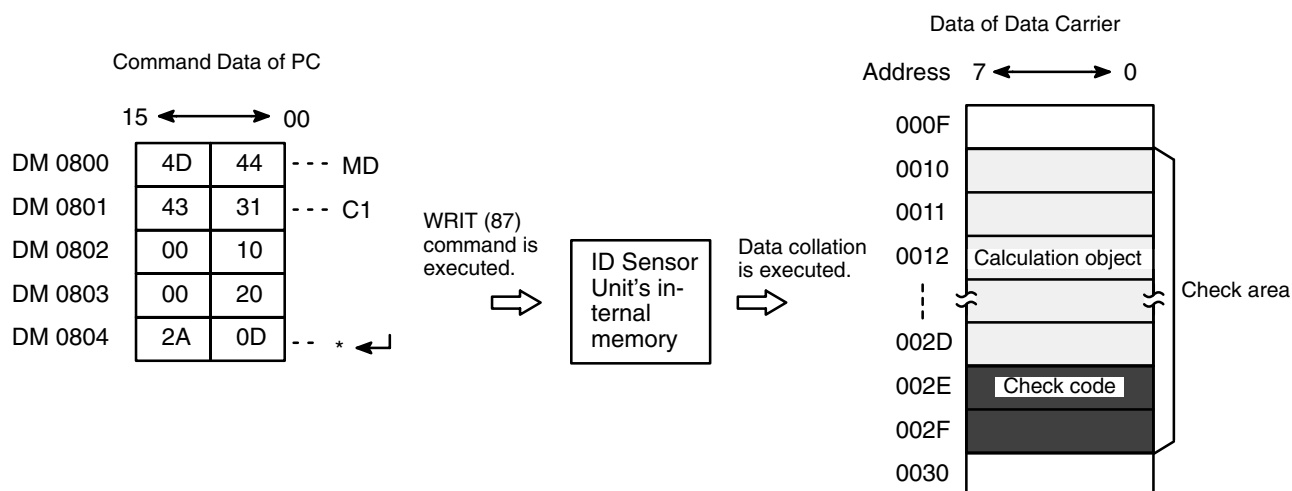 Command Data of PC
15 00
DM 0800 4D 44 --- MD
DM 0801 43 31 --- C1
DM 0802 00 10
DM 0803 00 20
DM 0804 2A 0D -- *
WRIT (87)
command is
executed.
ID Sensor
Unit's in-
ternal
memory
Data collation
is executed.
Data of Data Carrier
Address 7 0
000F
0010
0011
0012 Calculation object
002D
002E Check code
002F
0030
Check area